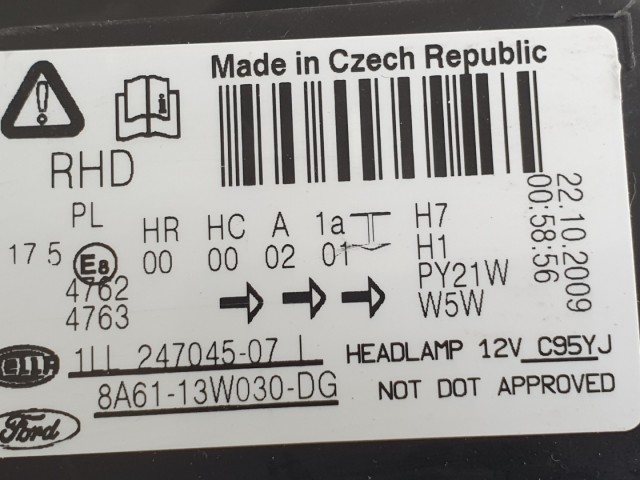 Made in Czech Republic
RHD
22.10.2009
00:58:56
PL HR HC A 1a H7
17 5 E8 00 00 02 01 H1
4762 PY21W
4763 W5W
HELLA 1LL 247045-07 L HEADLAMP 12V C95YJ
8A61-13W030-DG NOT DOT APPROVED
Ford